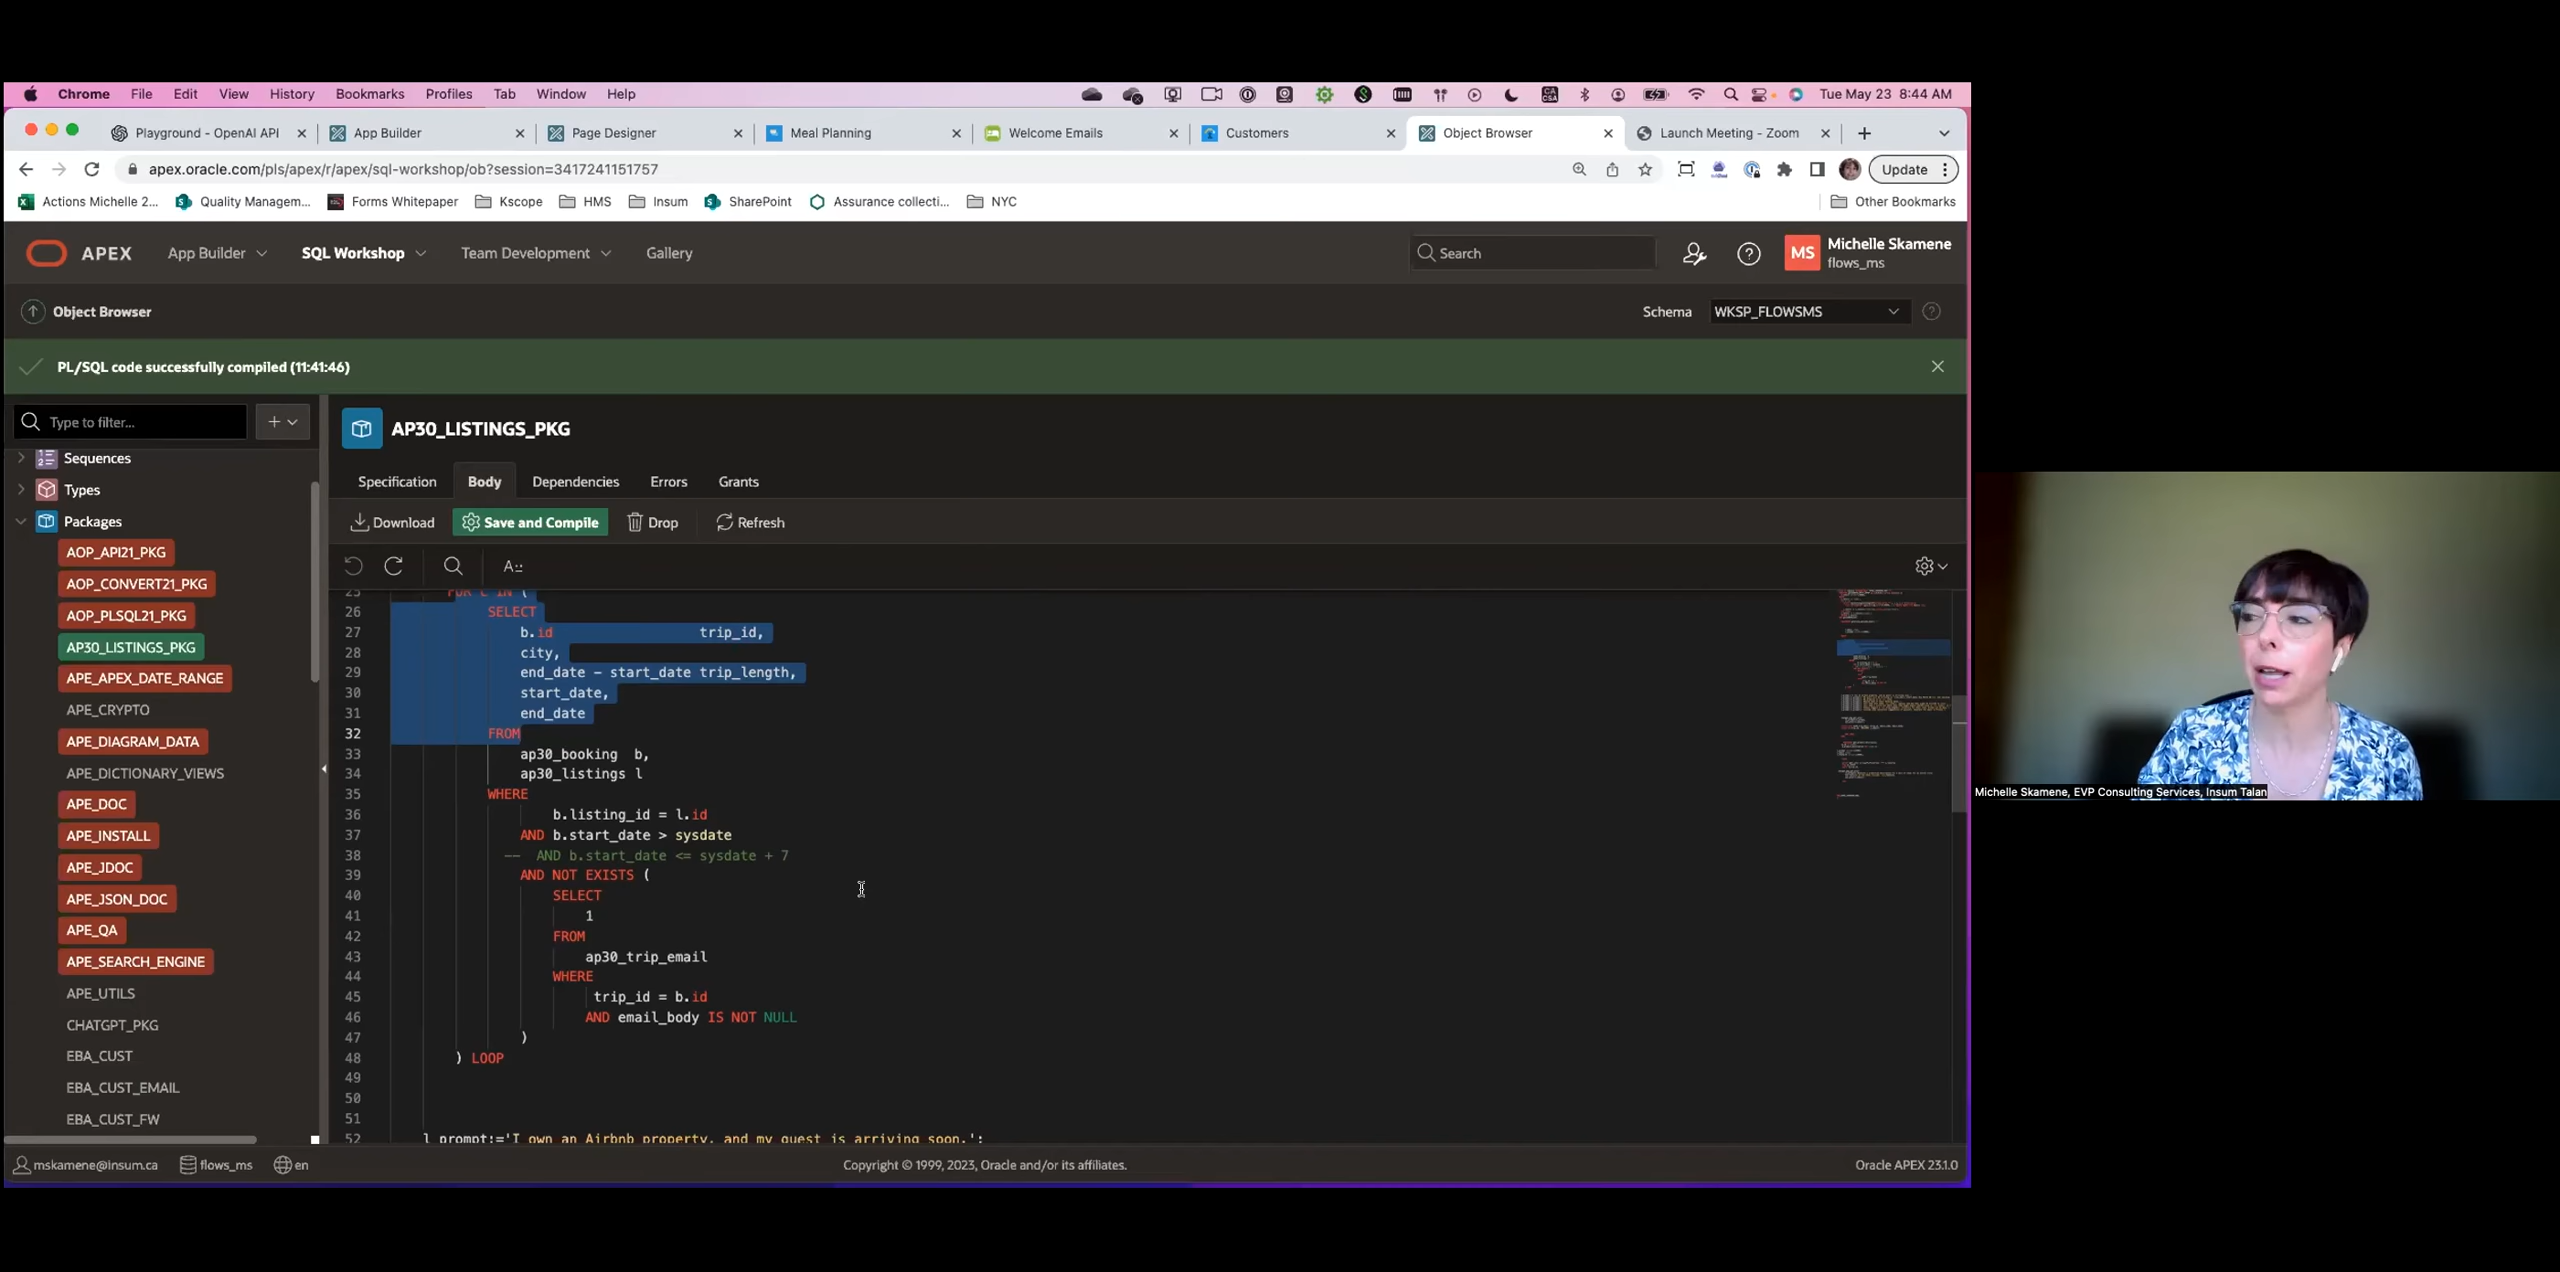 Chrome File Edit View History Bookmarks Profiles Tab Window Help Tue May 23 8:44 AM
Playground - OpenAI API App Builder Page Designer Meal Planning Welcome Emails Customers Object Browser Launch Meeting - Zoom
apex.oracle.com/pls/apex/r/apex/sql-workshop/ob?session=3417241151757 Update
Actions Michelle 2... Quality Managem... Forms Whitepaper Kscope HMS Insum SharePoint Assurance collecti... NYC Other Bookmarks
APEX App Builder SQL Workshop Team Development Gallery Search MS Michelle Skamene
flows_ms
Object Browser Schema WKSP_FLOWSMS
PL/SQL code successfully compiled (11:41:46)
Type to filter...
Sequences
Types
Packages
AOP_API21_PKG
AOP_CONVERT21_PKG
AOP_PLSQL21_PKG
AP30_LISTINGS_PKG
APE_APEX_DATE_RANGE
APE_CRYPTO
APE_DIAGRAM_DATA
APE_DICTIONARY_VIEWS
APE_DOC
APE_INSTALL
APE_JDOC
APE_JSON_DOC
APE_QA
APE_SEARCH_ENGINE
APE_UTILS
CHATGPT_PKG
EBA_CUST
EBA_CUST_EMAIL
EBA_CUST_FW
AP30_LISTINGS_PKG
Specification Body Dependencies Errors Grants
Download Save and Compile Drop Refresh
25 FOR c IN (
26 SELECT
27 b.id trip_id,
28 city,
29 end_date - start_date trip_length,
30 start_date,
31 end_date
32 FROM
33 ap30_booking b,
34 ap30_listings l
35 WHERE
36 b.listing_id = l.id
37 AND b.start_date > sysdate
38 -- AND b.start_date <= sysdate + 7
39 AND NOT EXISTS (
40 SELECT
41 1
42 FROM
43 ap30_trip_email
44 WHERE
45 trip_id = b.id
46 AND email_body IS NOT NULL
47 )
48 ) LOOP
49
50
51
52 l_prompt:='I own an Airbnb property, and my guest is arriving soon.';
mskamene@insum.ca flows_ms en Copyright © 1999, 2023, Oracle and/or its affiliates. Oracle APEX 23.1.0
Michelle Skamene, EVP Consulting Services, Insum Talan